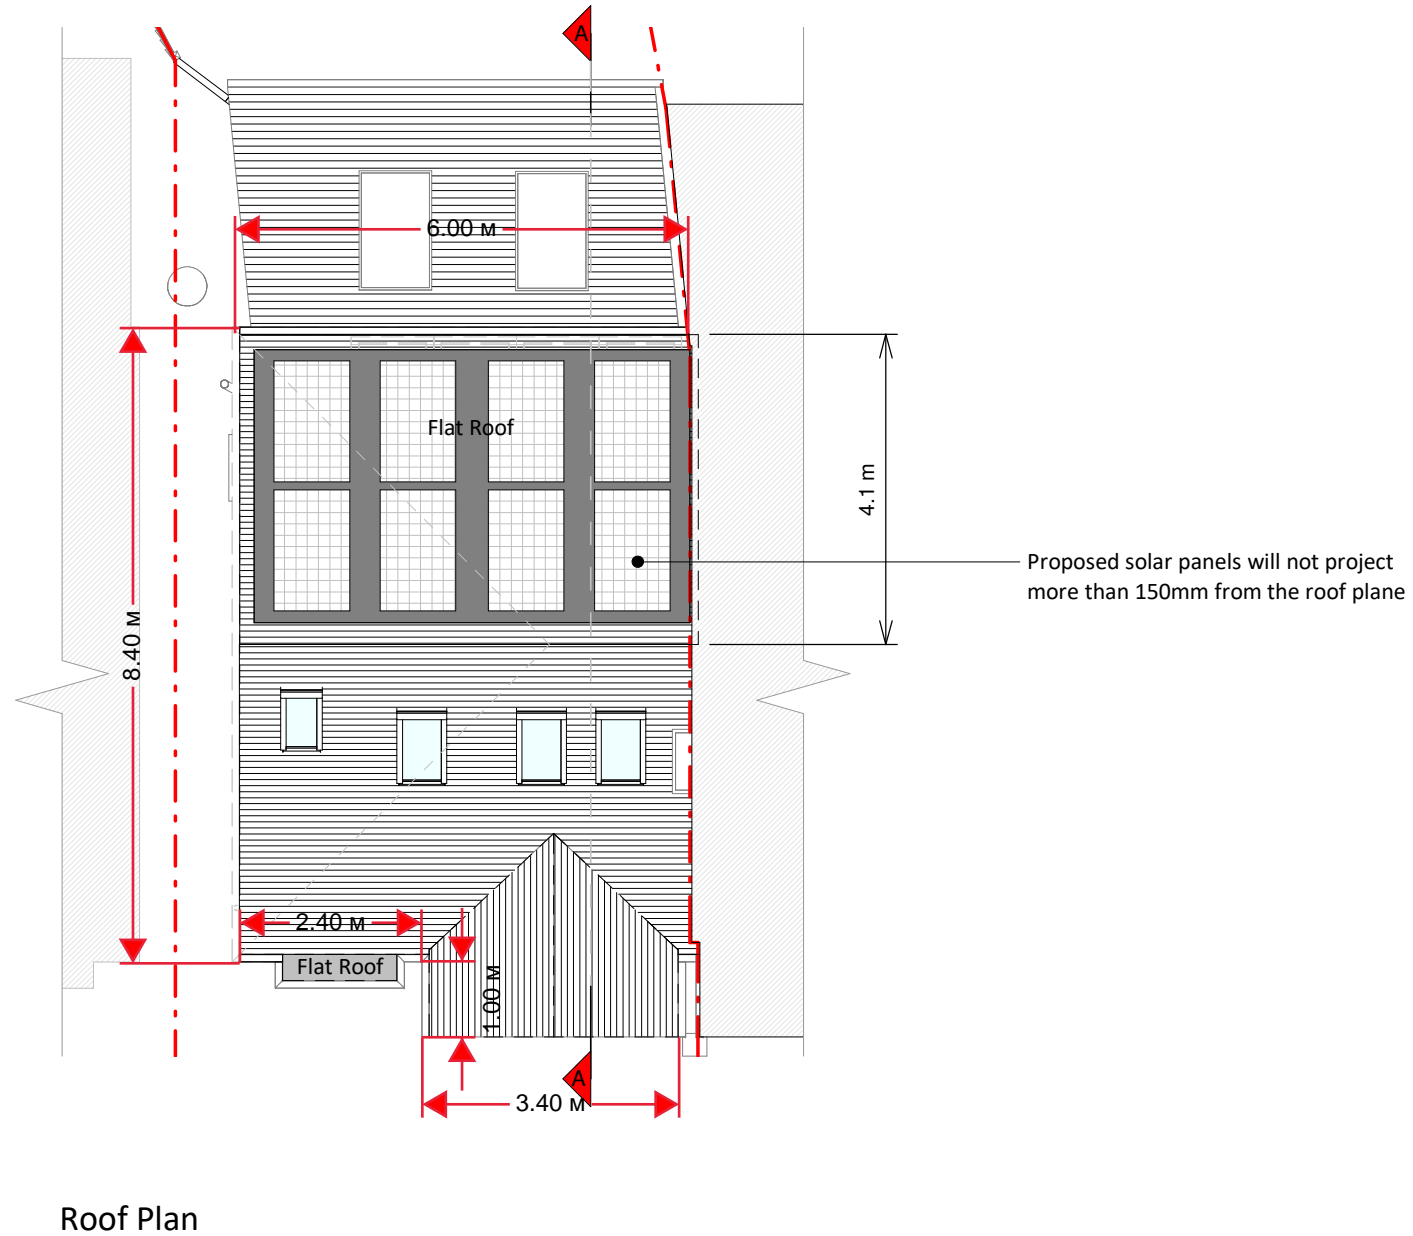 A
6.00 м
Flat Roof
4.1 m
Proposed solar panels will not project
more than 150mm from the roof plane
8.40 м
2.40 м
Flat Roof
1.00 м
A
3.40 м
Roof Plan